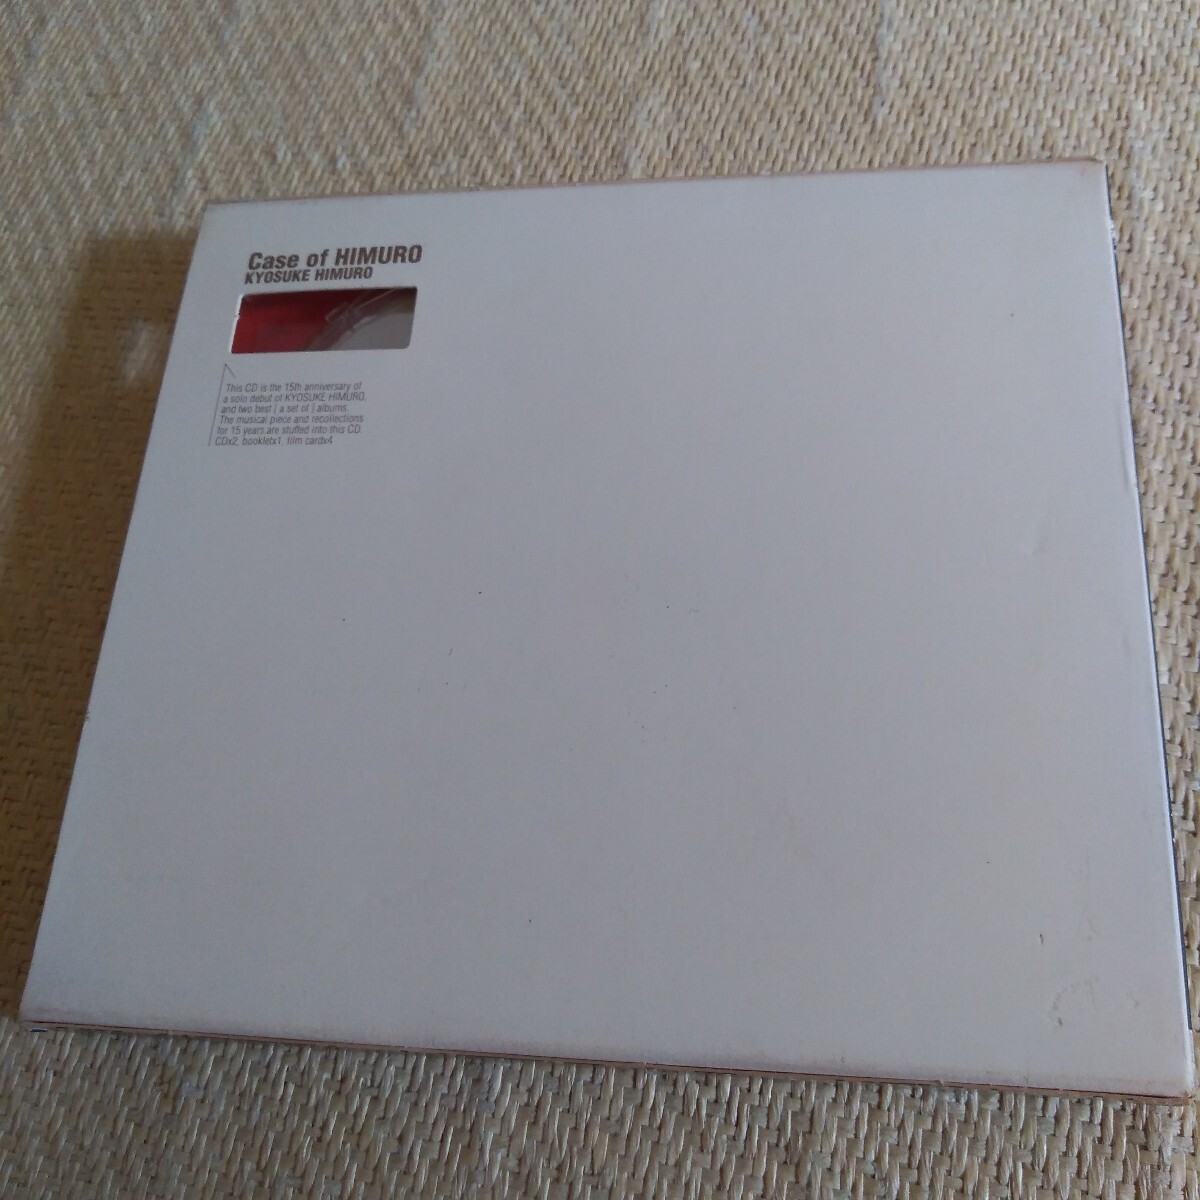 Case of HIMURO
KYOSUKE HIMURO
This CD is the 15th anniversary of
a solo debut of KYOSUKE HIMURO,
and two best [ a set of ] albums.
The musical piece and recollections
for 15 years are stuffed into this CD.
CDx2, bookletx1, film cardx4